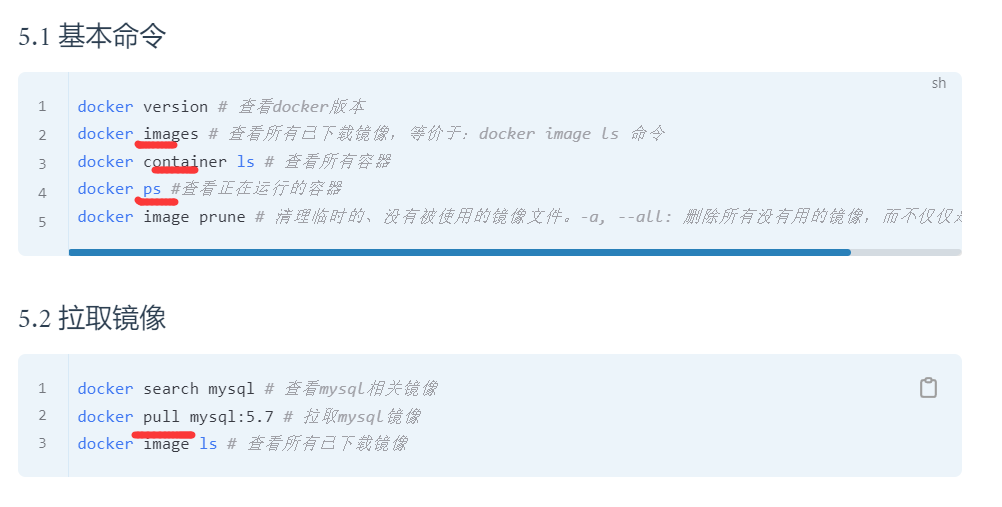 5.1 基本命令
sh
1 docker version # 查看docker版本
2 docker images # 查看所有已下载镜像，等价于：docker image ls 命令
3 docker container ls # 查看所有容器
4 docker ps #查看正在运行的容器
5 docker image prune # 清理临时的、没有被使用的镜像文件。-a, --all: 删除所有没有用的镜像，而不仅仅是
5.2 拉取镜像
1 docker search mysql # 查看mysql相关镜像
2 docker pull mysql:5.7 # 拉取mysql镜像
3 docker image ls # 查看所有已下载镜像